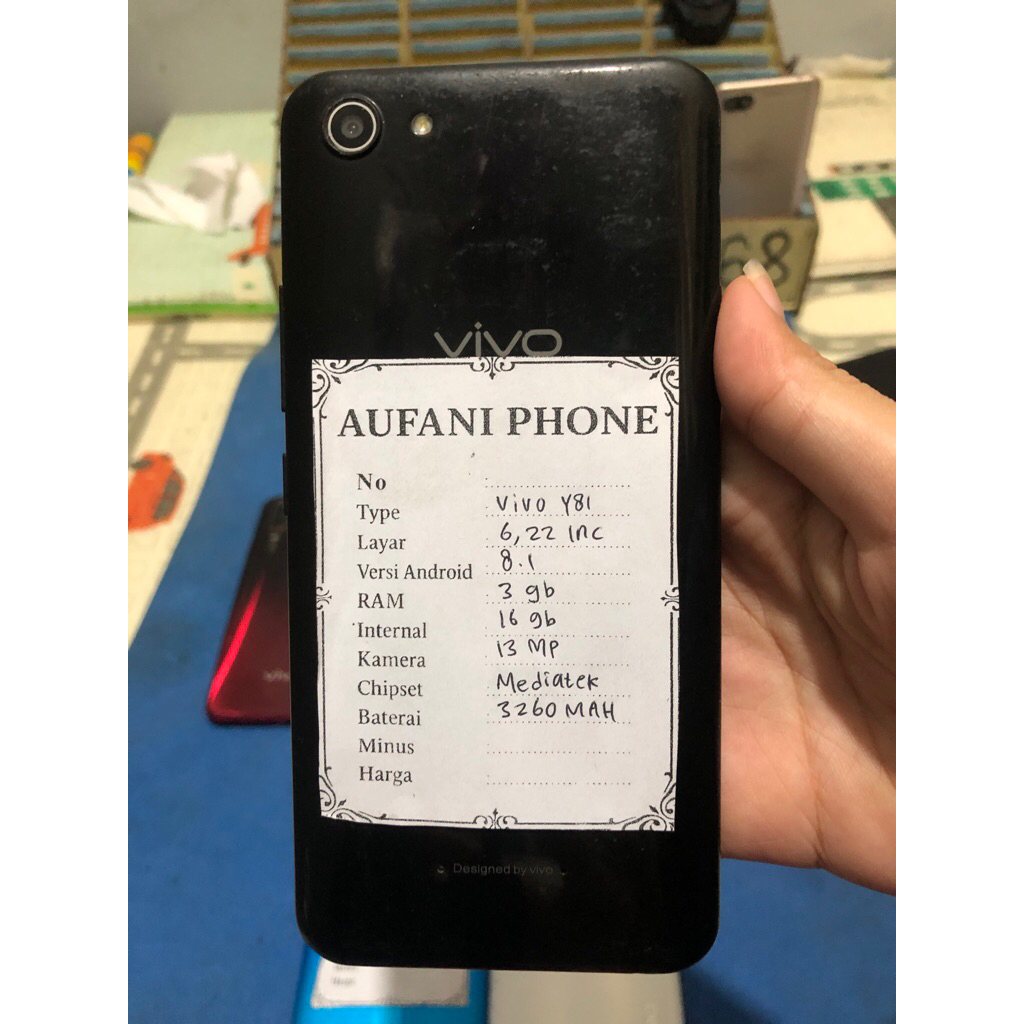 68
vivo
AUFANI PHONE
No
Type Vivo Y81
Layar 6,22 INC
Versi Android 8.1
RAM 3 gb
Internal 16 gb
Kamera 13 MP
Chipset Mediatek
Baterai 3260 MAH
Minus
Harga
Designed by vivo